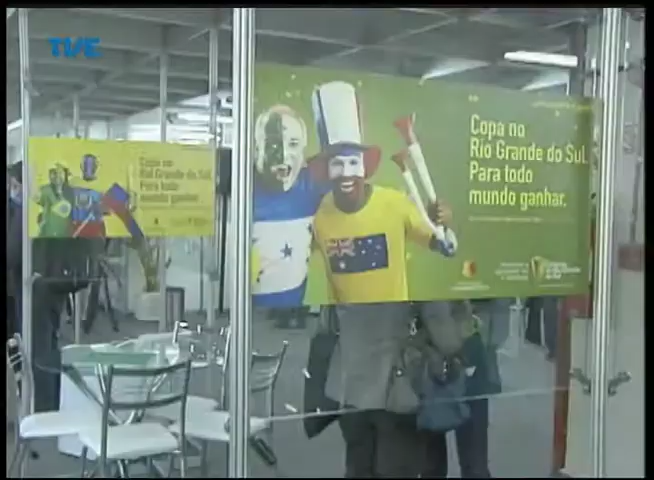 TVE
Copa no
Rio Grande do Sul.
Para todo
mundo ganhar.
Copa no
Rio Grande do Sul.
Para todo
mundo ganhar.